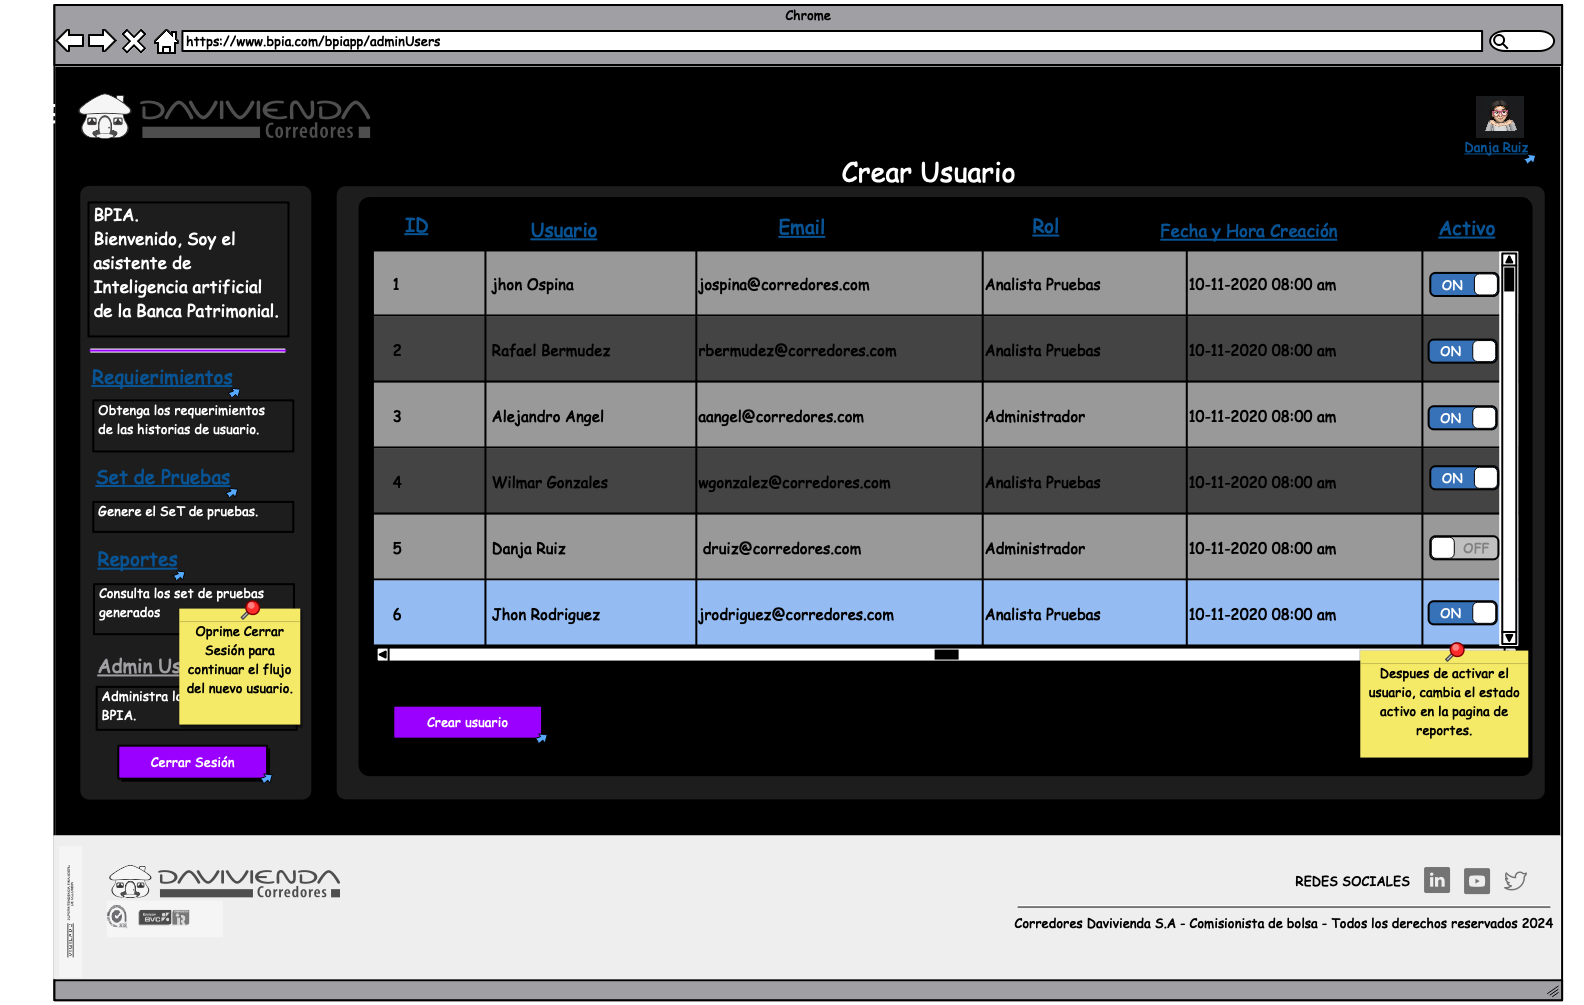 Chrome
https://www.bpia.com/bpiapp/adminUsers
DAVIVIENDA
Corredores
Danja Ruiz
Crear Usuario
BPIA.
Bienvenido, Soy el
asistente de
Inteligencia artificial
de la Banca Patrimonial.
Requierimientos
Obtenga los requerimientos
de las historias de usuario.
Set de Pruebas
Genere el SeT de pruebas.
Reportes
Consulta los set de pruebas
generados
Admin Us
Administra lo
BPIA.
Oprime Cerrar
Sesión para
continuar el flujo
del nuevo usuario.
Cerrar Sesión
ID Usuario Email Rol Fecha y Hora Creación Activo
1 jhon Ospina jospina@corredores.com Analista Pruebas 10-11-2020 08:00 am ON
2 Rafael Bermudez rbermudez@corredores.com Analista Pruebas 10-11-2020 08:00 am ON
3 Alejandro Angel aangel@corredores.com Administrador 10-11-2020 08:00 am ON
4 Wilmar Gonzales wgonzalez@corredores.com Analista Pruebas 10-11-2020 08:00 am ON
5 Danja Ruiz druiz@corredores.com Administrador 10-11-2020 08:00 am OFF
6 Jhon Rodriguez jrodriguez@corredores.com Analista Pruebas 10-11-2020 08:00 am ON
Crear usuario
Despues de activar el
usuario, cambia el estado
activo en la pagina de
reportes.
DAVIVIENDA
Corredores
BVC
IR
VIGILADO
REDES SOCIALES
in
Corredores Davivienda S.A - Comisionista de bolsa - Todos los derechos reservados 2024